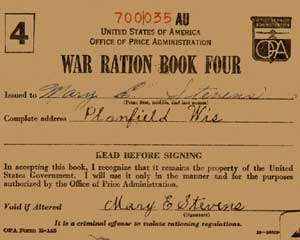 700035 AU
4
UNITED STATES OF AMERICA
OFFICE OF PRICE ADMINISTRATION
OPA
WAR RATION BOOK FOUR
Issued to Mary E Stevens
(Print first, middle, and last names)
Complete address Plainfield Wis
READ BEFORE SIGNING
In accepting this book, I recognize that it remains the property of the United
States Government. I will use it only in the manner and for the purposes
authorized by the Office of Price Administration.
Void if Altered Mary E Stevins
(Signature)
It is a criminal offense to violate rationing regulations.
OPA Form R-145